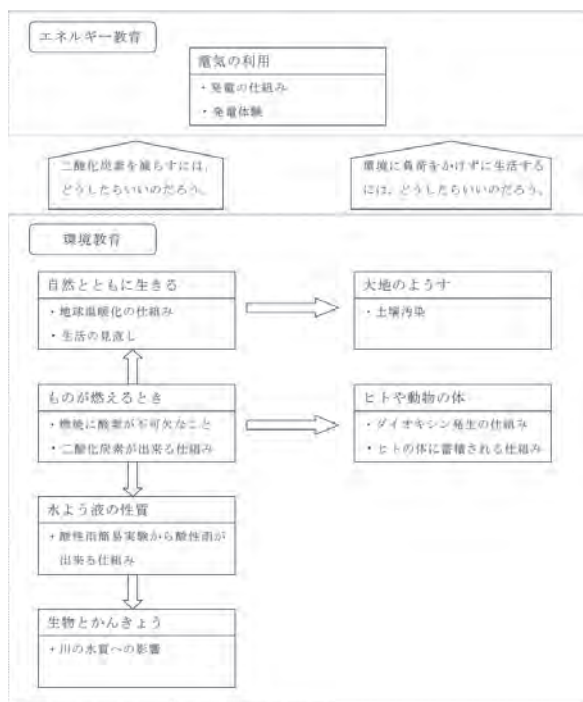 エネルギー教育
電気の利用
・発電の仕組み
・発電体験
二酸化炭素を減らすには、
どうしたらいいのだろう。
環境に負荷をかけずに生活する
には、どうしたらいいのだろう。
環境教育
自然とともに生きる
・地球温暖化の仕組み
・生活の見直し
大地のようす
・土壌汚染
ものが燃えるとき
・燃焼に酸素が不可欠なこと
・二酸化炭素が出来る仕組み
ヒトや動物の体
・ダイオキシン発生の仕組み
・ヒトの体に蓄積される仕組み
水よう液の性質
・酸性雨簡易実験から酸性雨が
出来る仕組み
生物とかんきょう
・川の水質への影響